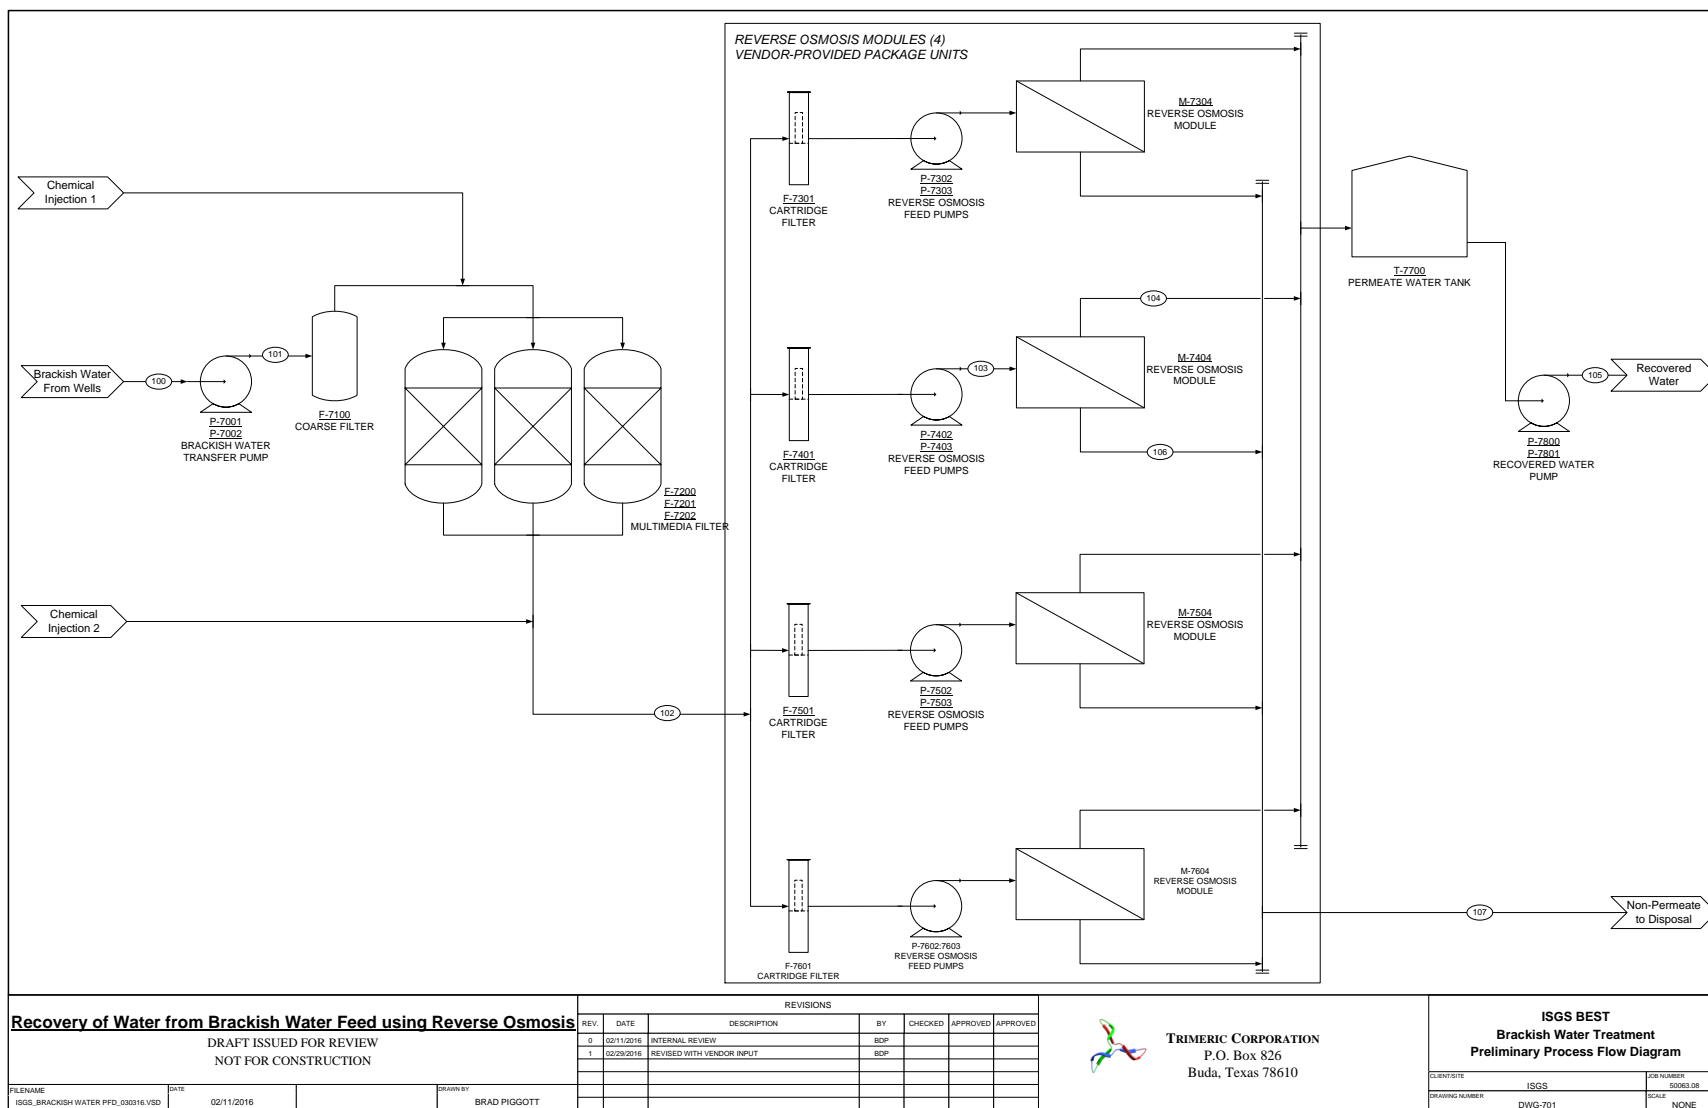 REVERSE OSMOSIS MODULES (4)
VENDOR-PROVIDED PACKAGE UNITS
Chemical
Injection 1
Brackish Water
From Wells
100
P-7001
P-7002
BRACKISH WATER
TRANSFER PUMP
101
F-7100
COARSE FILTER
F-7200
F-7201
F-7202
MULTIMEDIA FILTER
Chemical
Injection 2
102
F-7301
CARTRIDGE
FILTER
P-7302
P-7303
REVERSE OSMOSIS
FEED PUMPS
M-7304
REVERSE OSMOSIS
MODULE
F-7401
CARTRIDGE
FILTER
P-7402
P-7403
REVERSE OSMOSIS
FEED PUMPS
103
M-7404
REVERSE OSMOSIS
MODULE
104
106
F-7501
CARTRIDGE
FILTER
P-7502
P-7503
REVERSE OSMOSIS
FEED PUMPS
M-7504
REVERSE OSMOSIS
MODULE
F-7601
CARTRIDGE FILTER
P-7602:7603
REVERSE OSMOSIS
FEED PUMPS
M-7604
REVERSE OSMOSIS
MODULE
T-7700
PERMEATE WATER TANK
P-7800
P-7801
RECOVERED WATER
PUMP
105
Recovered
Water
107
Non-Permeate
to Disposal
Recovery of Water from Brackish Water Feed using Reverse Osmosis
DRAFT ISSUED FOR REVIEW
NOT FOR CONSTRUCTION
FILENAME
ISGS_BRACKISH WATER PFD_030316.VSD
DATE
02/11/2016
DRAWN BY
BRAD PIGGOTT
REVISIONS
REV. DATE DESCRIPTION BY CHECKED APPROVED APPROVED
0 02/11/2016 INTERNAL REVIEW BDP
1 02/29/2016 REVISED WITH VENDOR INPUT BDP
TRIMERIC CORPORATION
P.O. Box 826
Buda, Texas 78610
ISGS BEST
Brackish Water Treatment
Preliminary Process Flow Diagram
CLIENT/SITE
ISGS
JOB NUMBER
50063.08
DRAWING NUMBER
DWG-701
SCALE
NONE